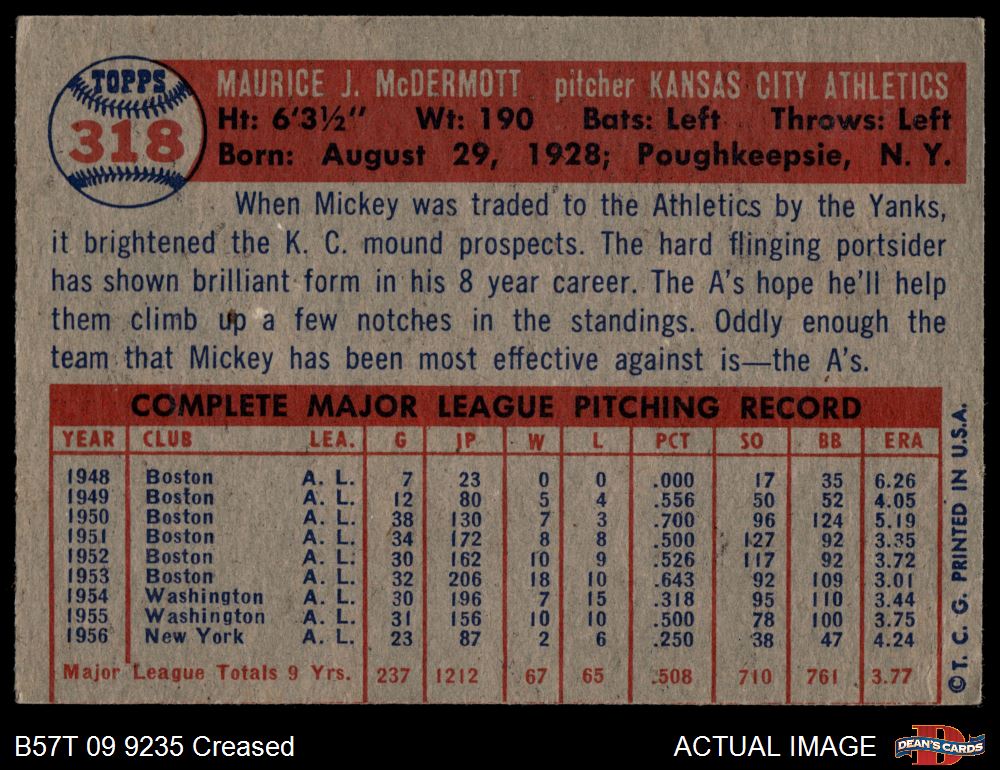 TOPPS
318
MAURICE J. McDERMOTT pitcher KANSAS CITY ATHLETICS
Ht: 6'3½" Wt: 190 Bats: Left Throws: Left
Born: August 29, 1928; Poughkeepsie, N. Y.
When Mickey was traded to the Athletics by the Yanks,
it brightened the K. C. mound prospects. The hard flinging portsider
has shown brilliant form in his 8 year career. The A's hope he'll help
them climb up a few notches in the standings. Oddly enough the
team that Mickey has been most effective against is—the A's.
COMPLETE MAJOR LEAGUE PITCHING RECORD
YEAR CLUB LEA. G IP W L PCT SO BB ERA
1948 Boston A. L. 7 23 0 0 .000 17 35 6.26
1949 Boston A. L. 12 80 5 4 .556 50 52 4.05
1950 Boston A. L. 38 130 7 3 .700 96 124 5.19
1951 Boston A. L. 34 172 8 8 .500 127 92 3.35
1952 Boston A. L. 30 162 10 9 .526 117 92 3.72
1953 Boston A. L. 32 206 18 10 .643 92 109 3.01
1954 Washington A. L. 30 196 7 15 .318 95 110 3.44
1955 Washington A. L. 31 156 10 10 .500 78 100 3.75
1956 New York A. L. 23 87 2 6 .250 38 47 4.24
Major League Totals 9 Yrs. 237 1212 67 65 .508 710 761 3.77
©T. C. G. PRINTED IN U.S.A.
B57T 09 9235 Creased
ACTUAL IMAGE
D
DEAN'S CARDS